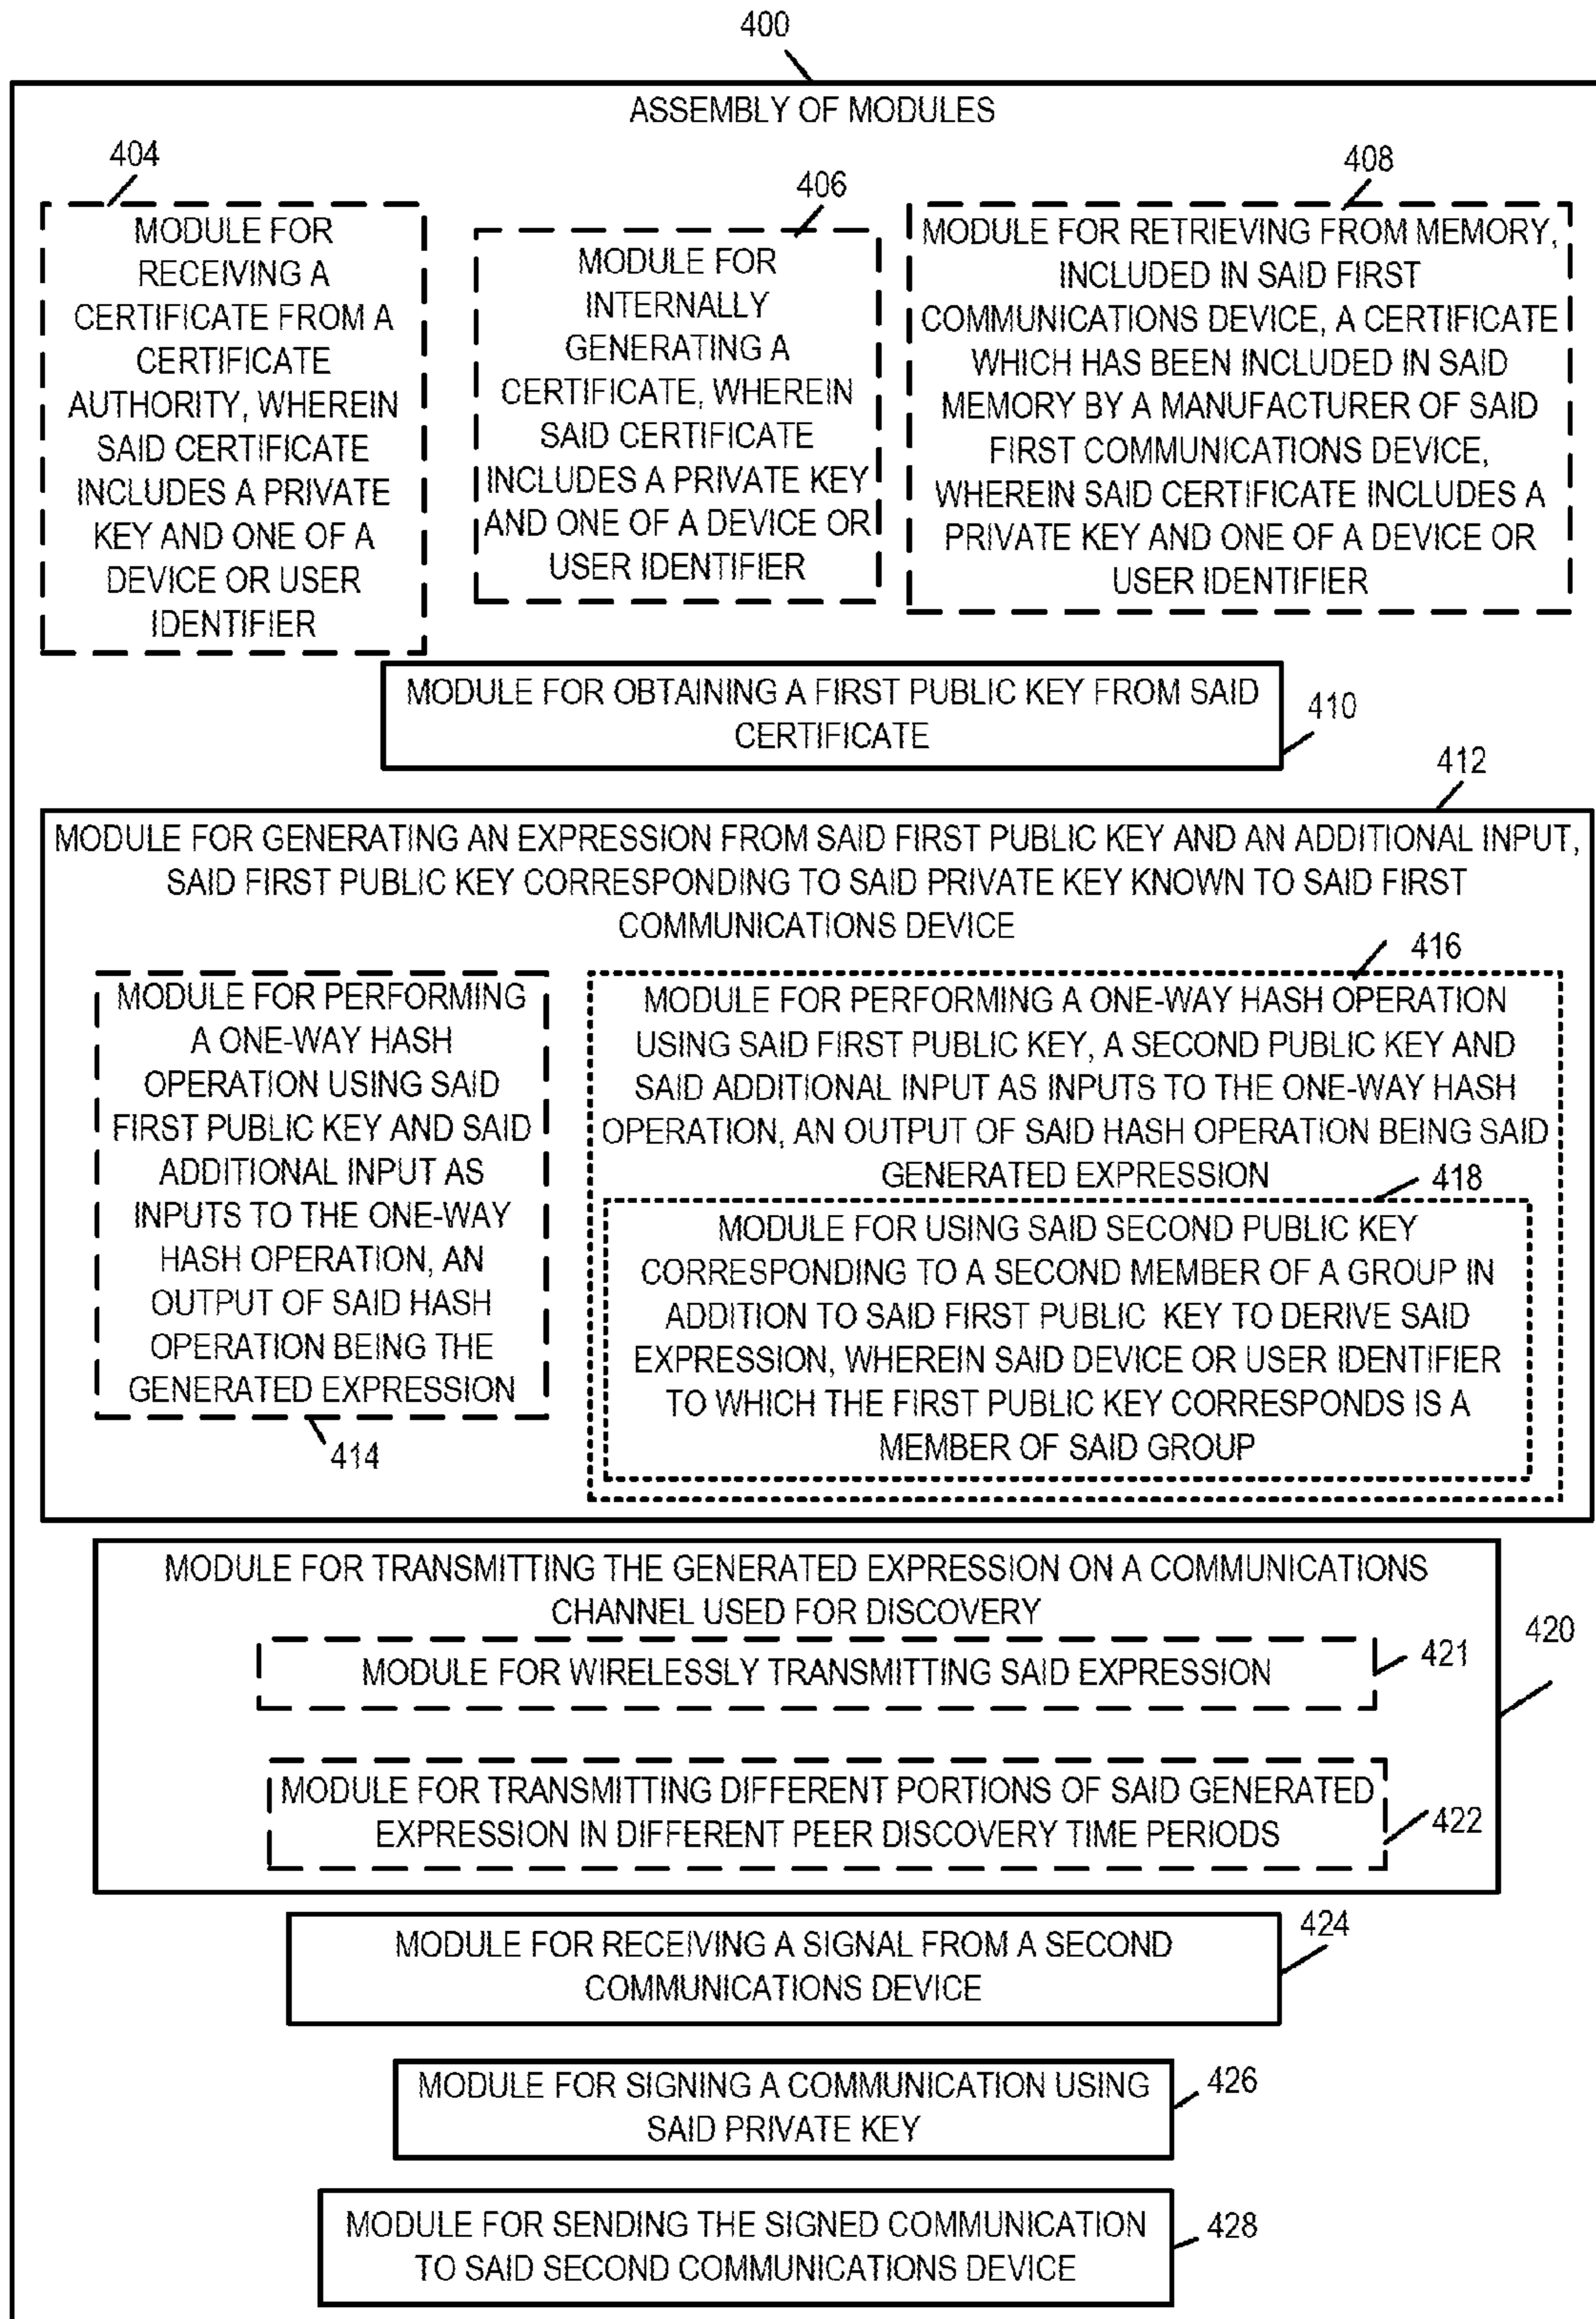 400
ASSEMBLY OF MODULES
404
MODULE FOR
RECEIVING A
CERTIFICATE FROM A
CERTIFICATE
AUTHORITY, WHEREIN
SAID CERTIFICATE
INCLUDES A PRIVATE
KEY AND ONE OF A
DEVICE OR USER
IDENTIFIER
406
MODULE FOR
INTERNALLY
GENERATING A
CERTIFICATE, WHEREIN
SAID CERTIFICATE
INCLUDES A PRIVATE KEY
AND ONE OF A DEVICE OR
USER IDENTIFIER
408
MODULE FOR RETRIEVING FROM MEMORY,
INCLUDED IN SAID FIRST
COMMUNICATIONS DEVICE, A CERTIFICATE
WHICH HAS BEEN INCLUDED IN SAID
MEMORY BY A MANUFACTURER OF SAID
FIRST COMMUNICATIONS DEVICE,
WHEREIN SAID CERTIFICATE INCLUDES A
PRIVATE KEY AND ONE OF A DEVICE OR
USER IDENTIFIER
MODULE FOR OBTAINING A FIRST PUBLIC KEY FROM SAID
CERTIFICATE
410
412
MODULE FOR GENERATING AN EXPRESSION FROM SAID FIRST PUBLIC KEY AND AN ADDITIONAL INPUT,
SAID FIRST PUBLIC KEY CORRESPONDING TO SAID PRIVATE KEY KNOWN TO SAID FIRST
COMMUNICATIONS DEVICE
MODULE FOR PERFORMING
A ONE-WAY HASH
OPERATION USING SAID
FIRST PUBLIC KEY AND SAID
ADDITIONAL INPUT AS
INPUTS TO THE ONE-WAY
HASH OPERATION, AN
OUTPUT OF SAID HASH
OPERATION BEING THE
GENERATED EXPRESSION
414
416
MODULE FOR PERFORMING A ONE-WAY HASH OPERATION
USING SAID FIRST PUBLIC KEY, A SECOND PUBLIC KEY AND
SAID ADDITIONAL INPUT AS INPUTS TO THE ONE-WAY HASH
OPERATION, AN OUTPUT OF SAID HASH OPERATION BEING SAID
GENERATED EXPRESSION
418
MODULE FOR USING SAID SECOND PUBLIC KEY
CORRESPONDING TO A SECOND MEMBER OF A GROUP IN
ADDITION TO SAID FIRST PUBLIC KEY TO DERIVE SAID
EXPRESSION, WHEREIN SAID DEVICE OR USER IDENTIFIER
TO WHICH THE FIRST PUBLIC KEY CORRESPONDS IS A
MEMBER OF SAID GROUP
MODULE FOR TRANSMITTING THE GENERATED EXPRESSION ON A COMMUNICATIONS
CHANNEL USED FOR DISCOVERY
420
MODULE FOR WIRELESSLY TRANSMITTING SAID EXPRESSION
421
MODULE FOR TRANSMITTING DIFFERENT PORTIONS OF SAID GENERATED
EXPRESSION IN DIFFERENT PEER DISCOVERY TIME PERIODS
422
MODULE FOR RECEIVING A SIGNAL FROM A SECOND
COMMUNICATIONS DEVICE
424
MODULE FOR SIGNING A COMMUNICATION USING
SAID PRIVATE KEY
426
MODULE FOR SENDING THE SIGNED COMMUNICATION
TO SAID SECOND COMMUNICATIONS DEVICE
428